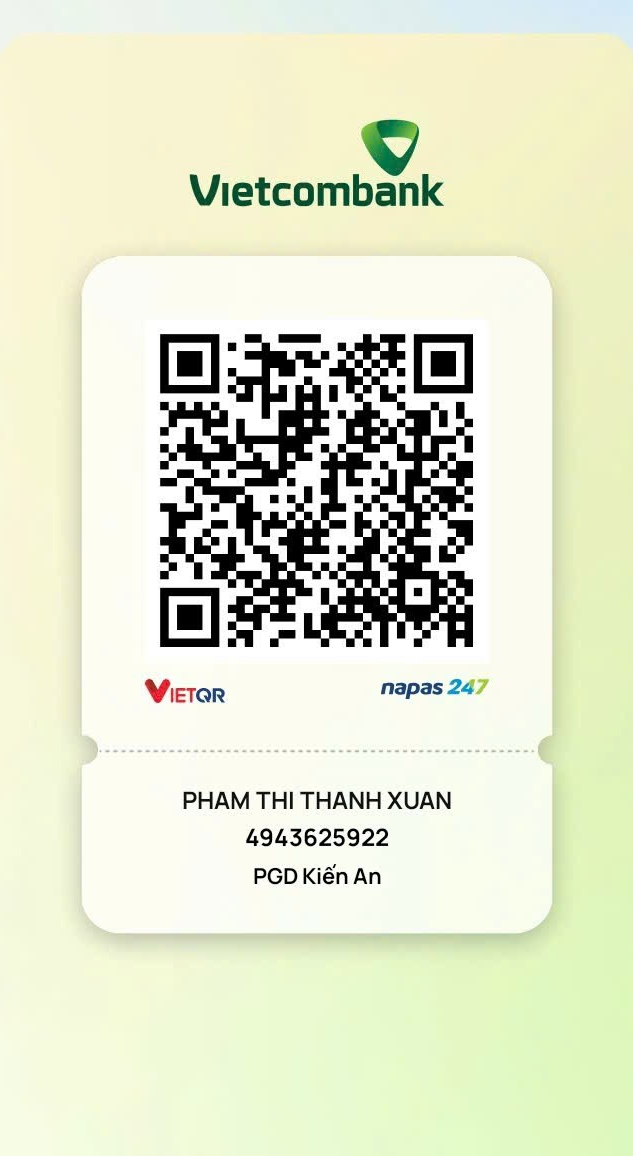 Vietcombank
VIETQR
napas 247
PHAM THI THANH XUAN
4943625922
PGD Kiến An